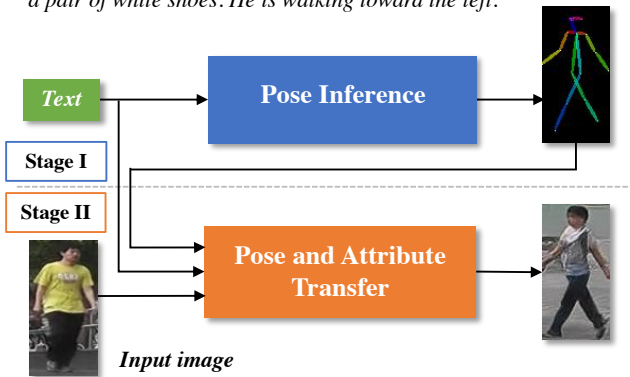 a pair of white shoes. He is walking toward the left.
Text
Pose Inference
Stage I
Stage II
Pose and Attribute
Transfer
Input image